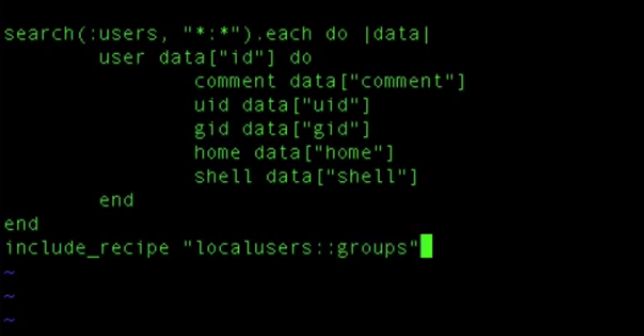 search(:users, "*:*").each do |data|
        user data["id"] do
                comment data["comment"]
                uid data["uid"]
                gid data["gid"]
                home data["home"]
                shell data["shell"]
        end
end
include_recipe "localusers::groups"
~
~
~